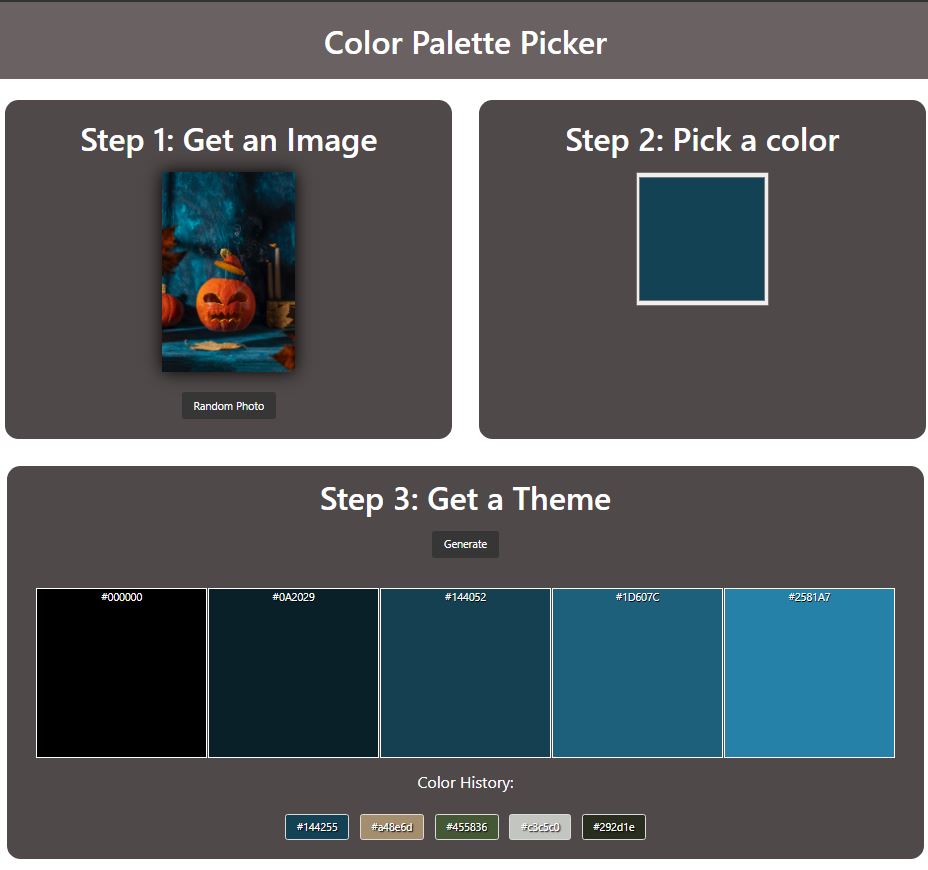 Color Palette Picker
Step 1: Get an Image
Step 2: Pick a color
Random Photo
Step 3: Get a Theme
Generate
#000000 #0A2029 #144052 #1D607C #2581A7
Color History:
#144255 #a48e6d #455836 #c3c5c0 #292d1e